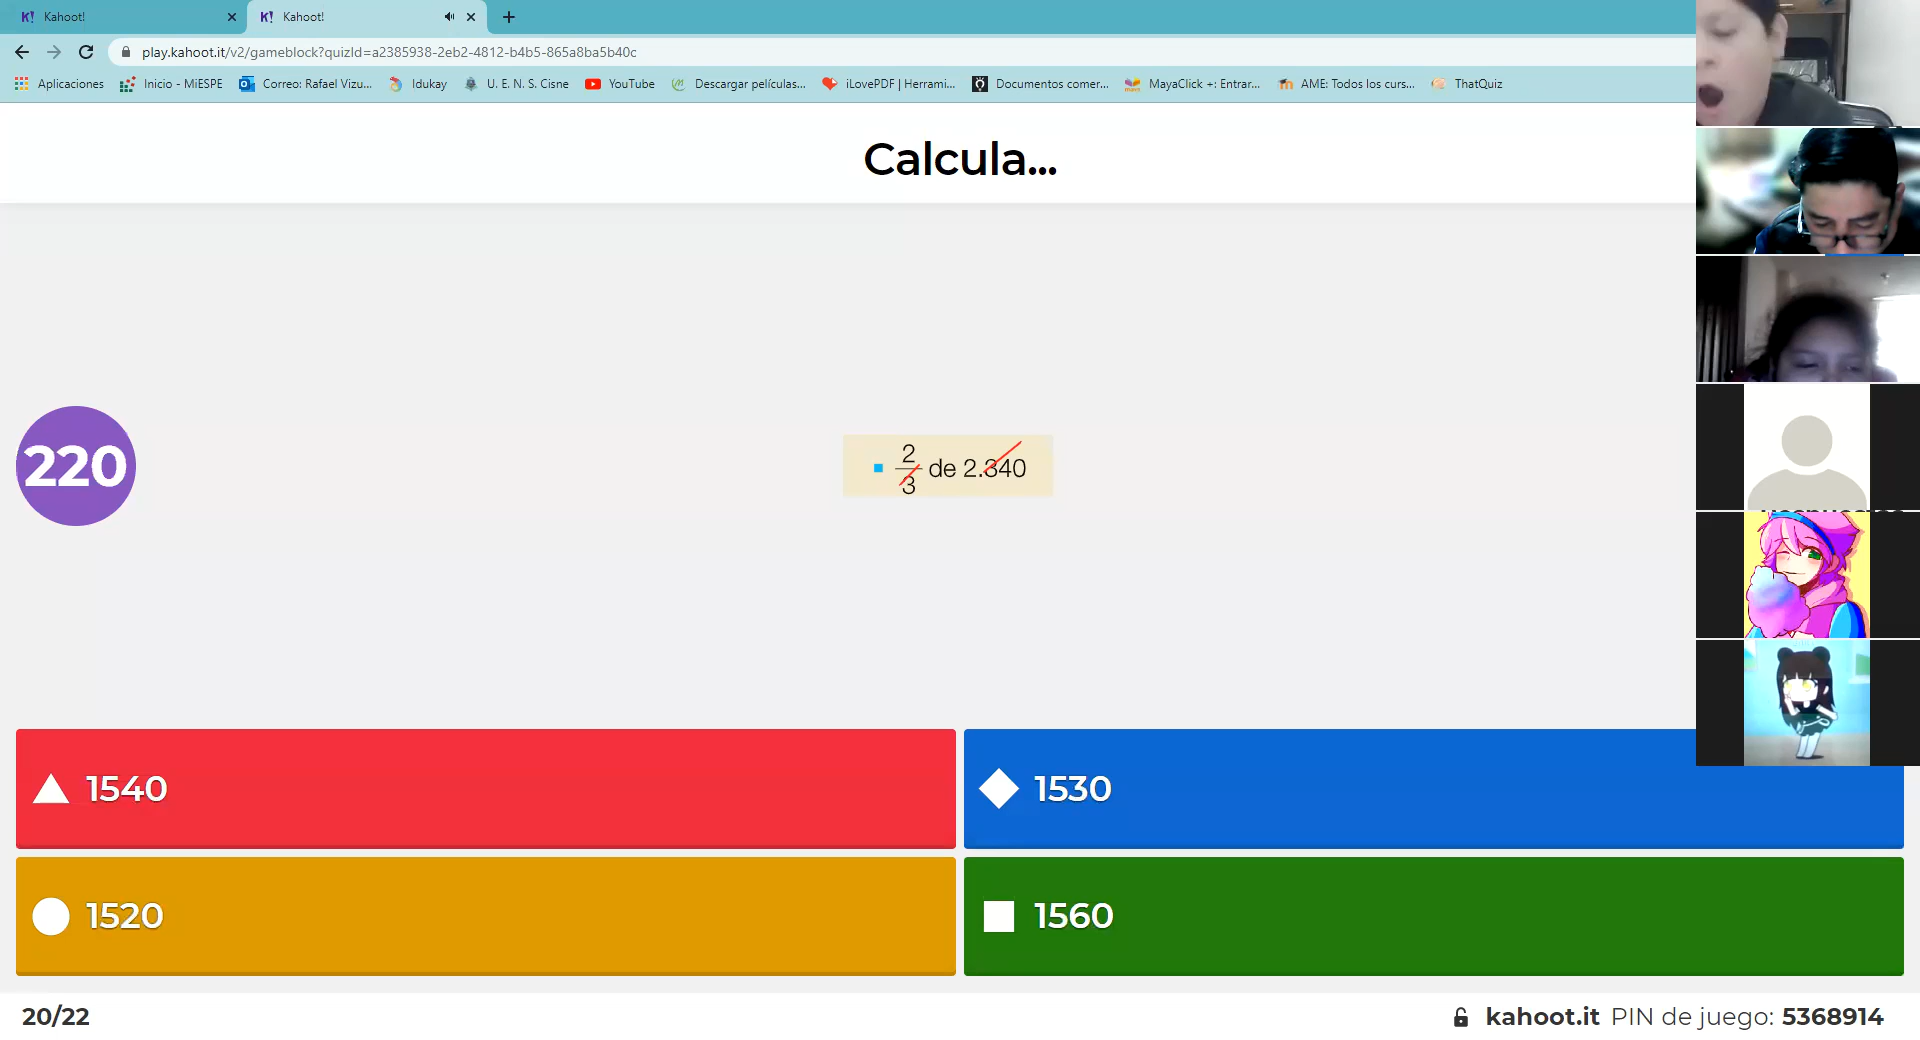 Kahoot!
Kahoot!
play.kahoot.it/v2/gameblock?quizId=a2385938-2eb2-4812-b4b5-865a8ba5b40c
Aplicaciones Inicio - MiESPE Correo: Rafael Vizu... Idukay U. E. N. S. Cisne YouTube Descargar películas... iLovePDF | Herrami... Documentos comer... MayaClick +: Entrar... AME: Todos los curs... ThatQuiz
Calcula...
220
2/3 de 2.340
1540
1530
1520
1560
20/22
kahoot.it PIN de juego: 5368914